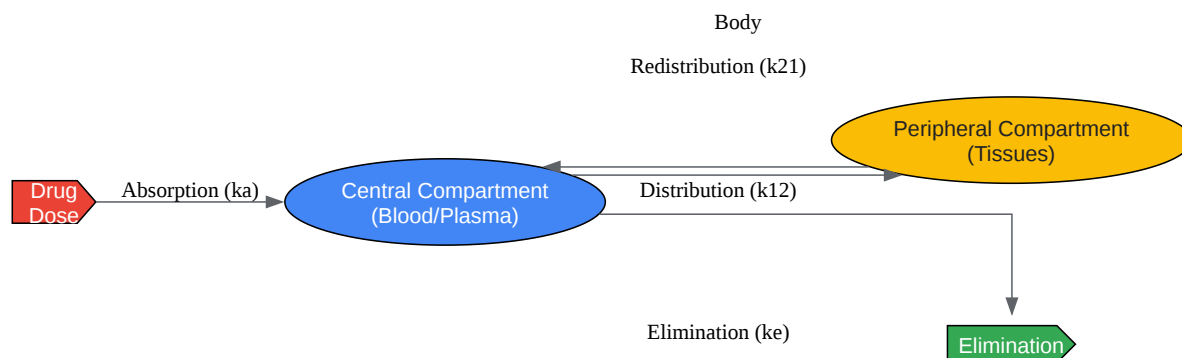 Body
Redistribution (k21)
Peripheral Compartment
(Tissues)
Drug
Dose
Absorption (ka)
Central Compartment
(Blood/Plasma)
Distribution (k12)
Elimination (ke)
Elimination